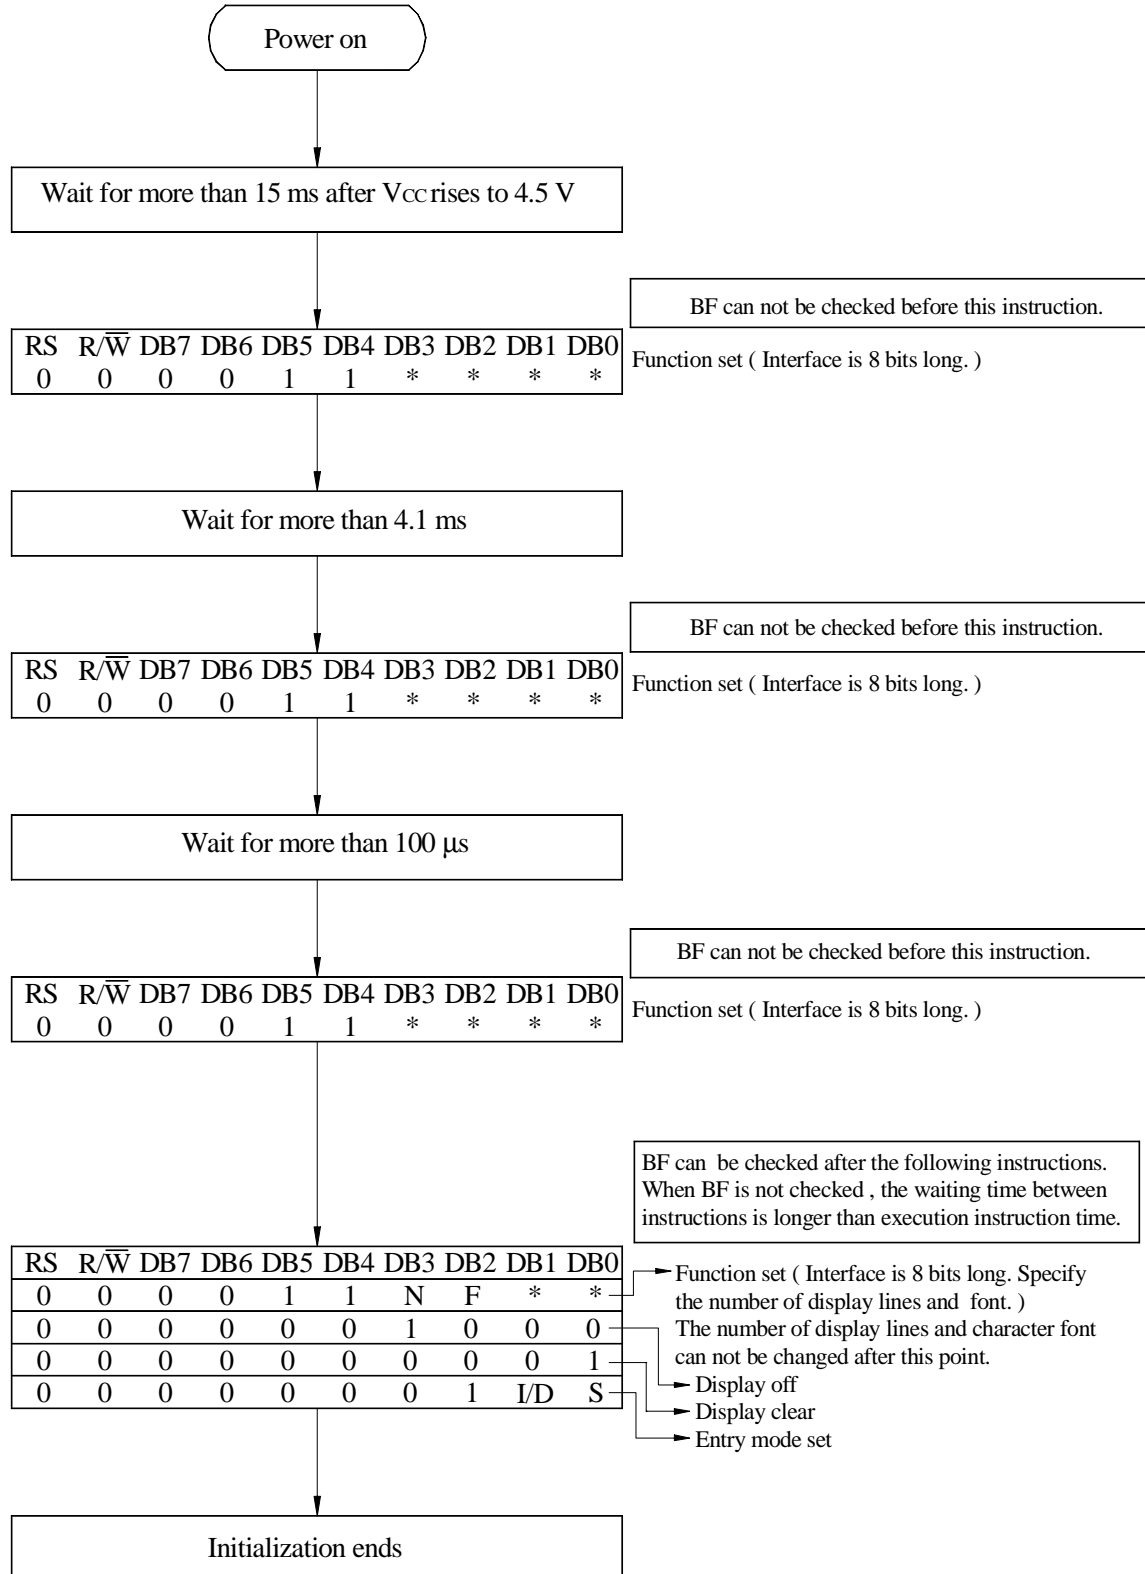 Power on
Wait for more than 15 ms after VCC rises to 4.5 V
BF can not be checked before this instruction.
RS R/W̅ DB7 DB6 DB5 DB4 DB3 DB2 DB1 DB0
0 0 0 0 1 1 * * * *
Function set ( Interface is 8 bits long. )
Wait for more than 4.1 ms
BF can not be checked before this instruction.
RS R/W̅ DB7 DB6 DB5 DB4 DB3 DB2 DB1 DB0
0 0 0 0 1 1 * * * *
Function set ( Interface is 8 bits long. )
Wait for more than 100 μs
BF can not be checked before this instruction.
RS R/W̅ DB7 DB6 DB5 DB4 DB3 DB2 DB1 DB0
0 0 0 0 1 1 * * * *
Function set ( Interface is 8 bits long. )
BF can be checked after the following instructions.
When BF is not checked , the waiting time between
instructions is longer than execution instruction time.
RS R/W̅ DB7 DB6 DB5 DB4 DB3 DB2 DB1 DB0
0 0 0 0 1 1 N F * *
0 0 0 0 0 0 1 0 0 0
0 0 0 0 0 0 0 0 0 1
0 0 0 0 0 0 0 1 I/D S
Function set ( Interface is 8 bits long. Specify
the number of display lines and font. )
The number of display lines and character font
can not be changed after this point.
Display off
Display clear
Entry mode set
Initialization ends